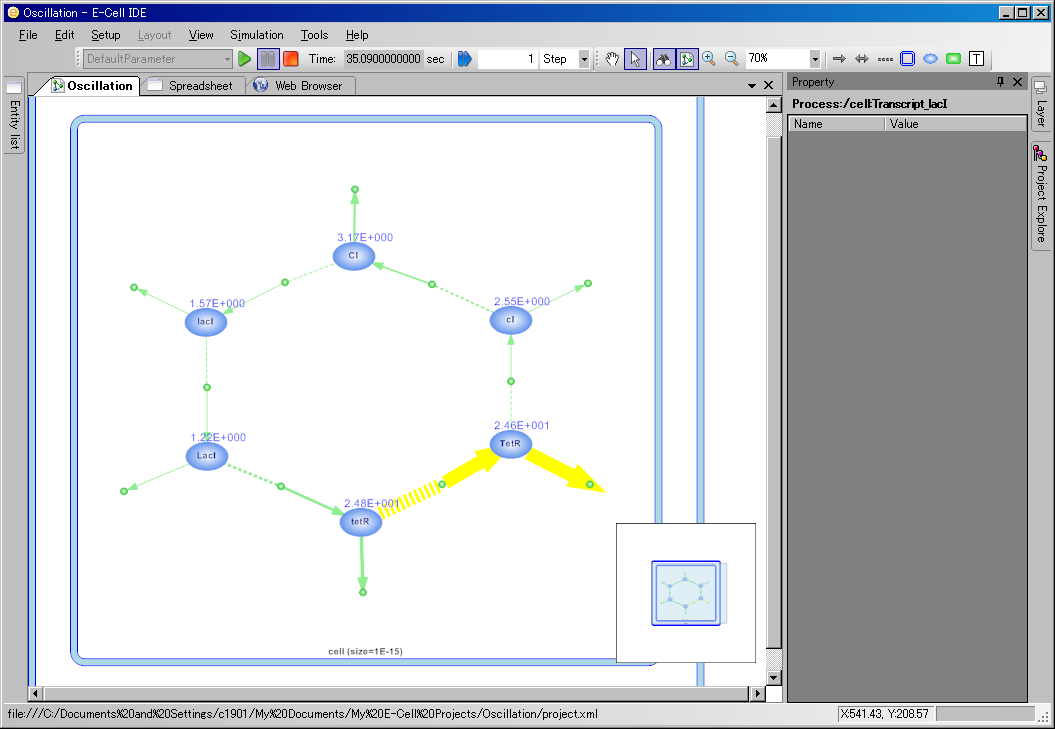 Oscillation - E-Cell IDE
File Edit Setup Layout View Simulation Tools Help
DefaultParameter Time: 35.0900000000 sec 1 Step 70% T
Entity list
Oscillation Spreadsheet Web Browser
Property
Process:/cell:Transcript_lacI
Name Value
Layer
Project Explore
3.17E+000
CI
1.57E+000
lacI
2.55E+000
cI
1.22E+000
LacI
2.46E+001
TetR
2.48E+001
tetR
cell (size=1E-15)
file:///C:/Documents%20and%20Settings/c1901/My%20Documents/My%20E-Cell%20Projects/Oscillation/project.xml
X:541.43, Y:208.57